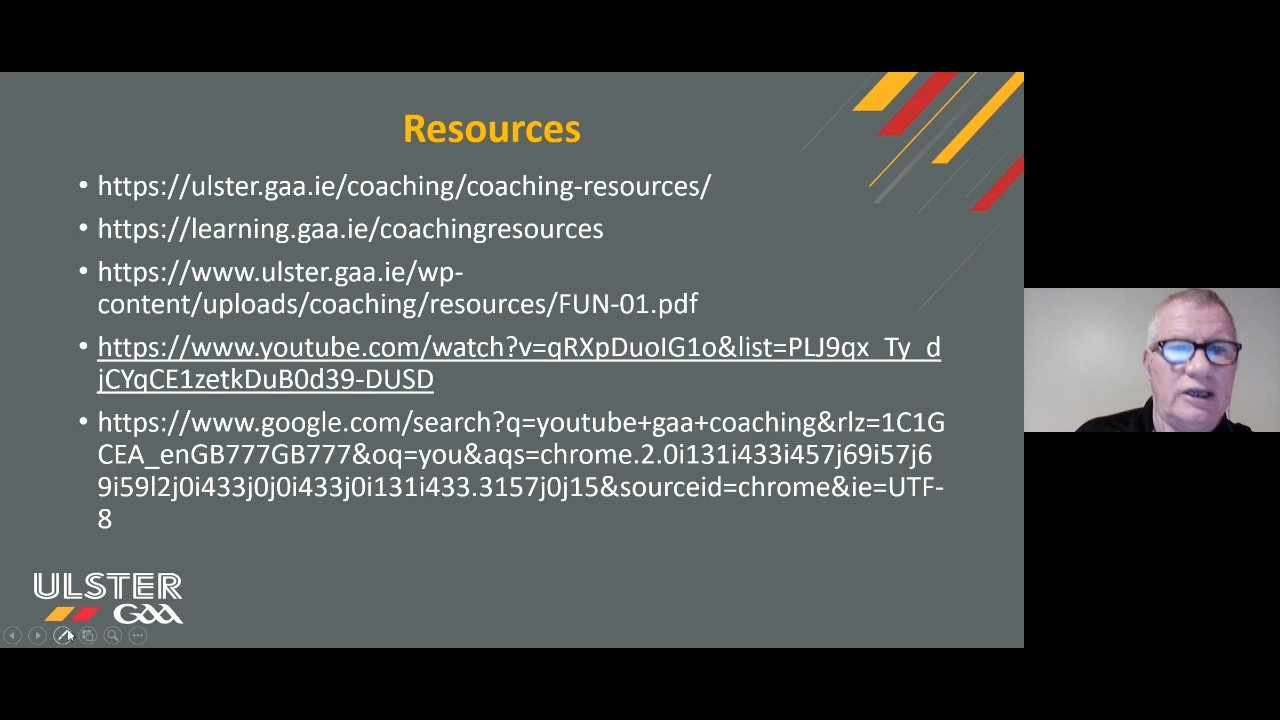 Resources
• https://ulster.gaa.ie/coaching/coaching-resources/
• https://learning.gaa.ie/coachingresources
• https://www.ulster.gaa.ie/wp-
content/uploads/coaching/resources/FUN-01.pdf
• https://www.youtube.com/watch?v=qRXpDuoIG1o&list=PLJ9qx_Ty_d
jCYqCE1zetkDuB0d39-DUSD
• https://www.google.com/search?q=youtube+gaa+coaching&rlz=1C1G
CEA_enGB777GB777&oq=you&aqs=chrome.2.0i131i433i457j69i57j6
9i59l2j0i433j0j0i433j0i131i433.3157j0j15&sourceid=chrome&ie=UTF-
8
ULSTER
GAA